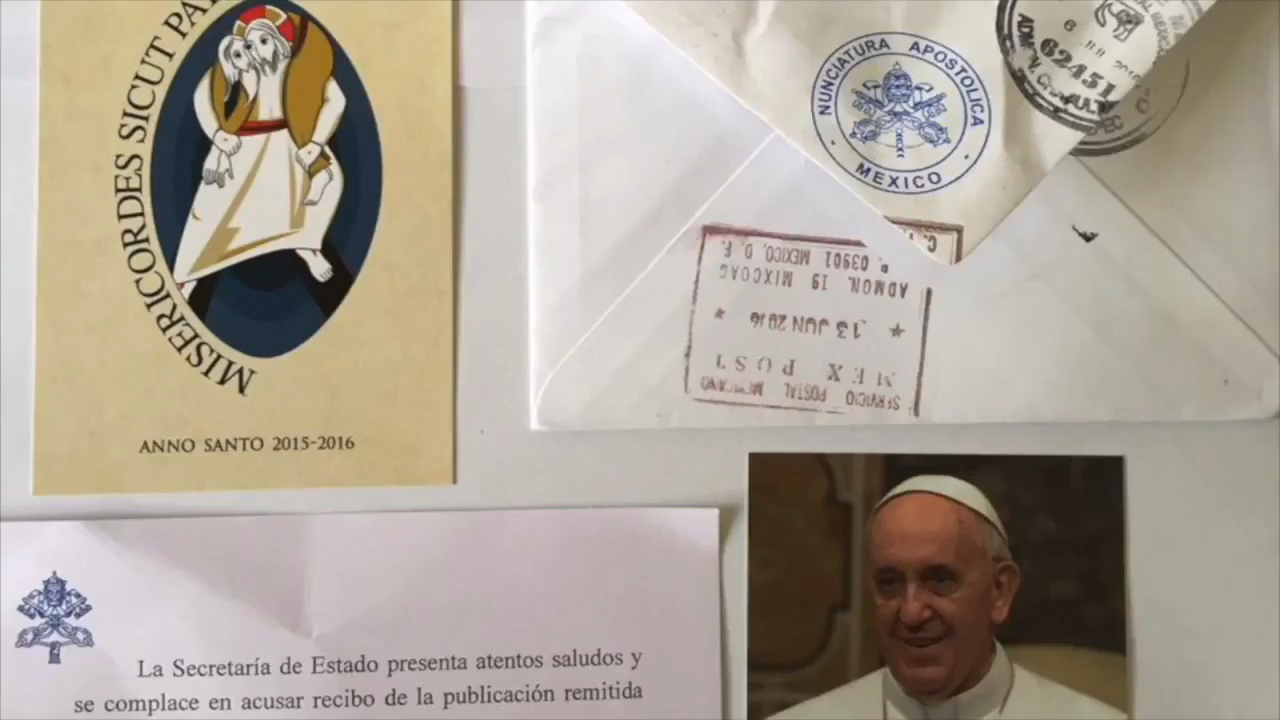 MISERICORDES SICUT PA
ANNO SANTO 2015-2016
NUNCIATURA APOSTOLICA
· MEXICO ·
62451
SERVICIO POSTAL MEXICANO
MEX POST
★ 13 JUN 2016 ★
ADMON. 19 MIXCOAC
P. 03901 MEXICO, D. F.
La Secretaría de Estado presenta atentos saludos y
se complace en acusar recibo de la publicación remitida